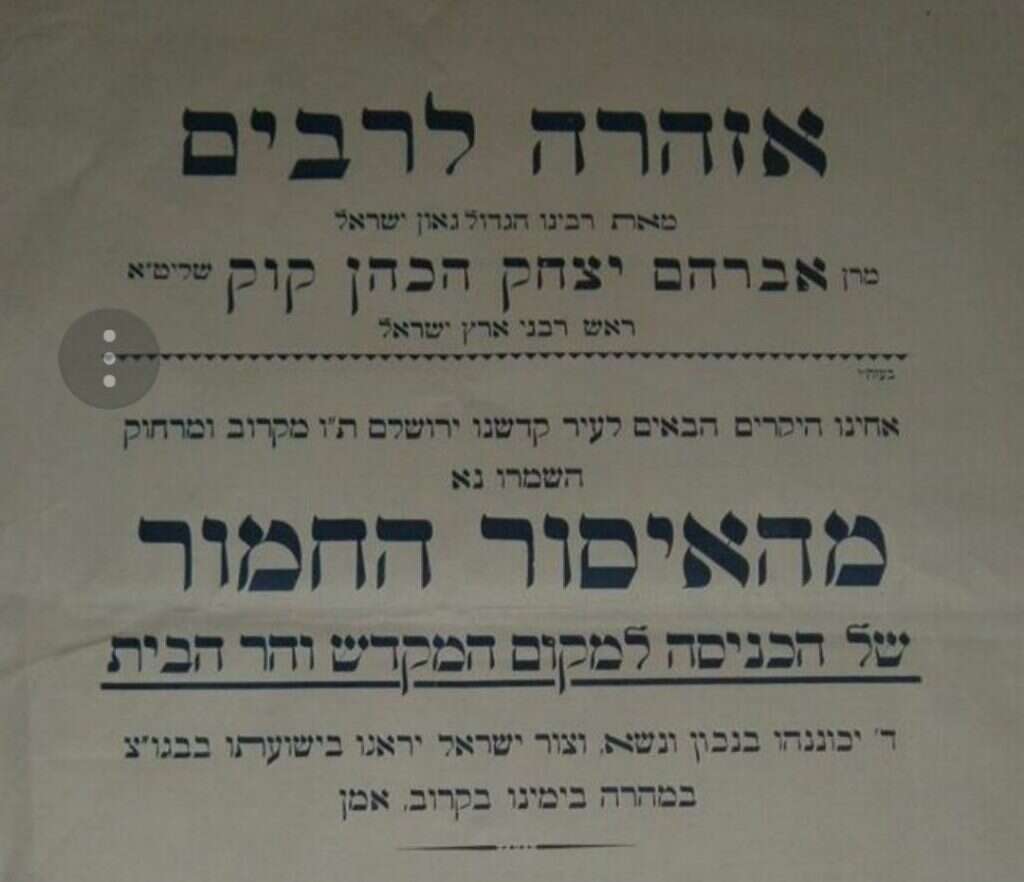 אזהרה לרבים
מאת רבינו הגדול גאון ישראל
מרן אברהם יצחק הכהן קוק שליט"א
ראש רבני ארץ ישראל
בעזה"י
אחינו היקרים הבאים לעיר קדשנו ירושלם ת"ו מקרוב ומרחוק
השמרו נא
מהאיסור החמור
של הכניסה למקום המקדש והר הבית
ד' יכוננהו בנכון ונשא, וצור ישראל יראנו בישועתו בבגו"צ
במהרה בימינו בקרוב, אמן